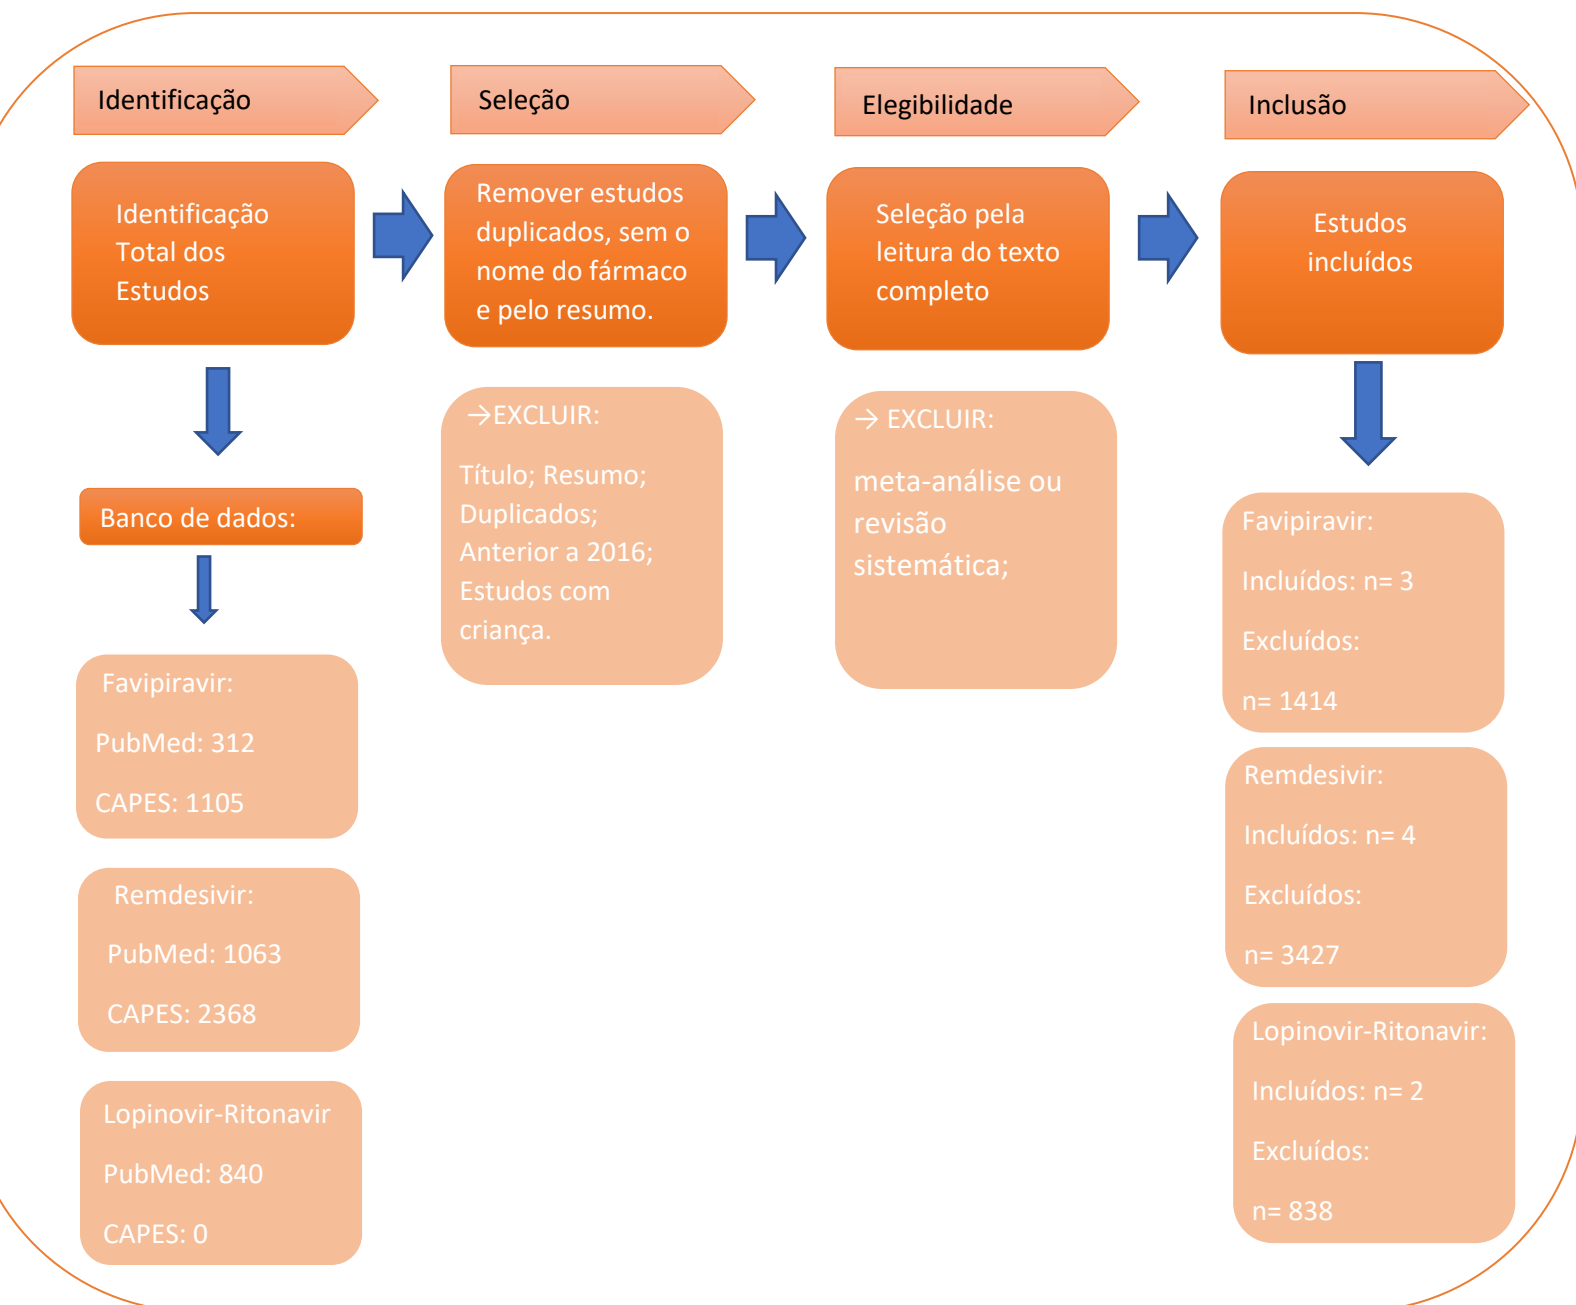 Identificação
Seleção
Elegibilidade
Inclusão
Identificação
Total dos
Estudos
Remover estudos
duplicados, sem o
nome do fármaco
e pelo resumo.
Seleção pela
leitura do texto
completo
Estudos
incluídos
Banco de dados:
Favipiravir:
PubMed: 312
CAPES: 1105
Remdesivir:
PubMed: 1063
CAPES: 2368
Lopinovir-Ritonavir
PubMed: 840
CAPES: 0
→EXCLUIR:
Título; Resumo;
Duplicados;
Anterior a 2016;
Estudos com
criança.
→ EXCLUIR:
meta-análise ou
revisão
sistemática;
Favipiravir:
Incluídos: n= 3
Excluídos:
n= 1414
Remdesivir:
Incluídos: n= 4
Excluídos:
n= 3427
Lopinovir-Ritonavir:
Incluídos: n= 2
Excluídos:
n= 838